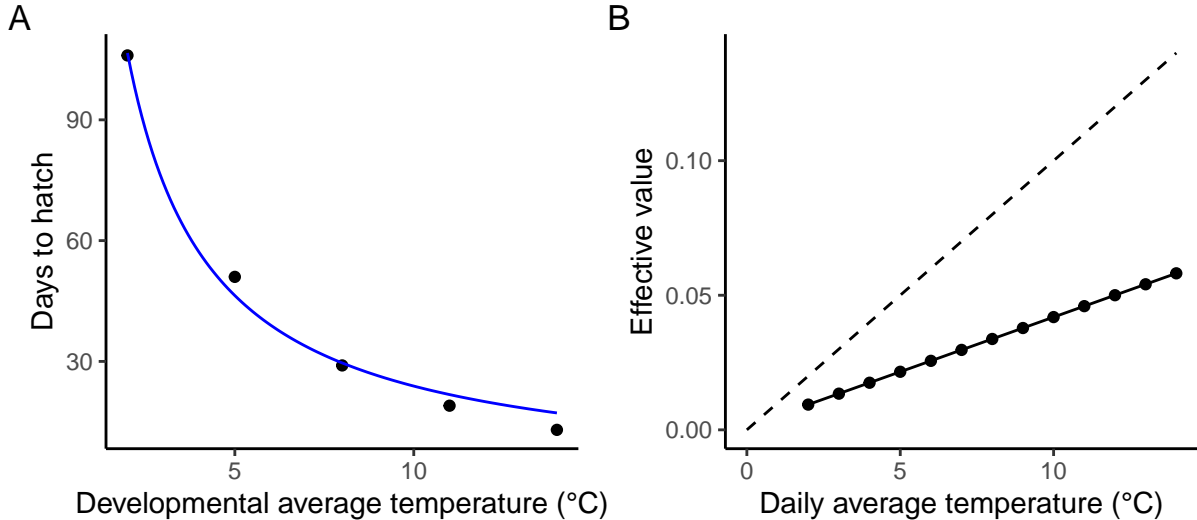 A
Days to hatch
90
60
30
5
10
Developmental average temperature (°C)
B
Effective value
0.10
0.05
0.00
0
5
10
Daily average temperature (°C)